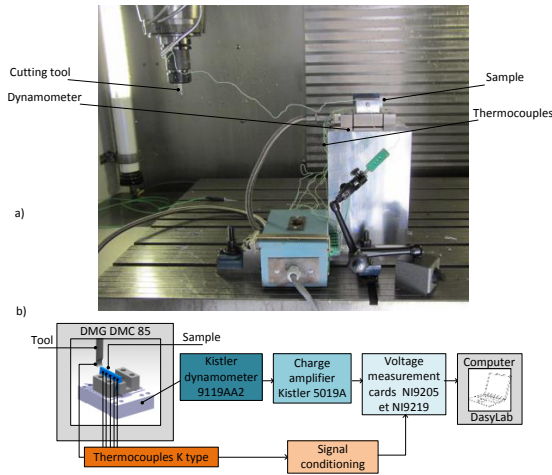 Cutting tool
Dynamometer
Sample
Thermocouples
a)
b)
DMG DMC 85
Tool
Sample
Kistler
dynamometer
9119AA2
Charge
amplifier
Kistler 5019A
Voltage
measurement
cards NI9205
et NI9219
Computer
DasyLab
Thermocouples K type
Signal
conditioning